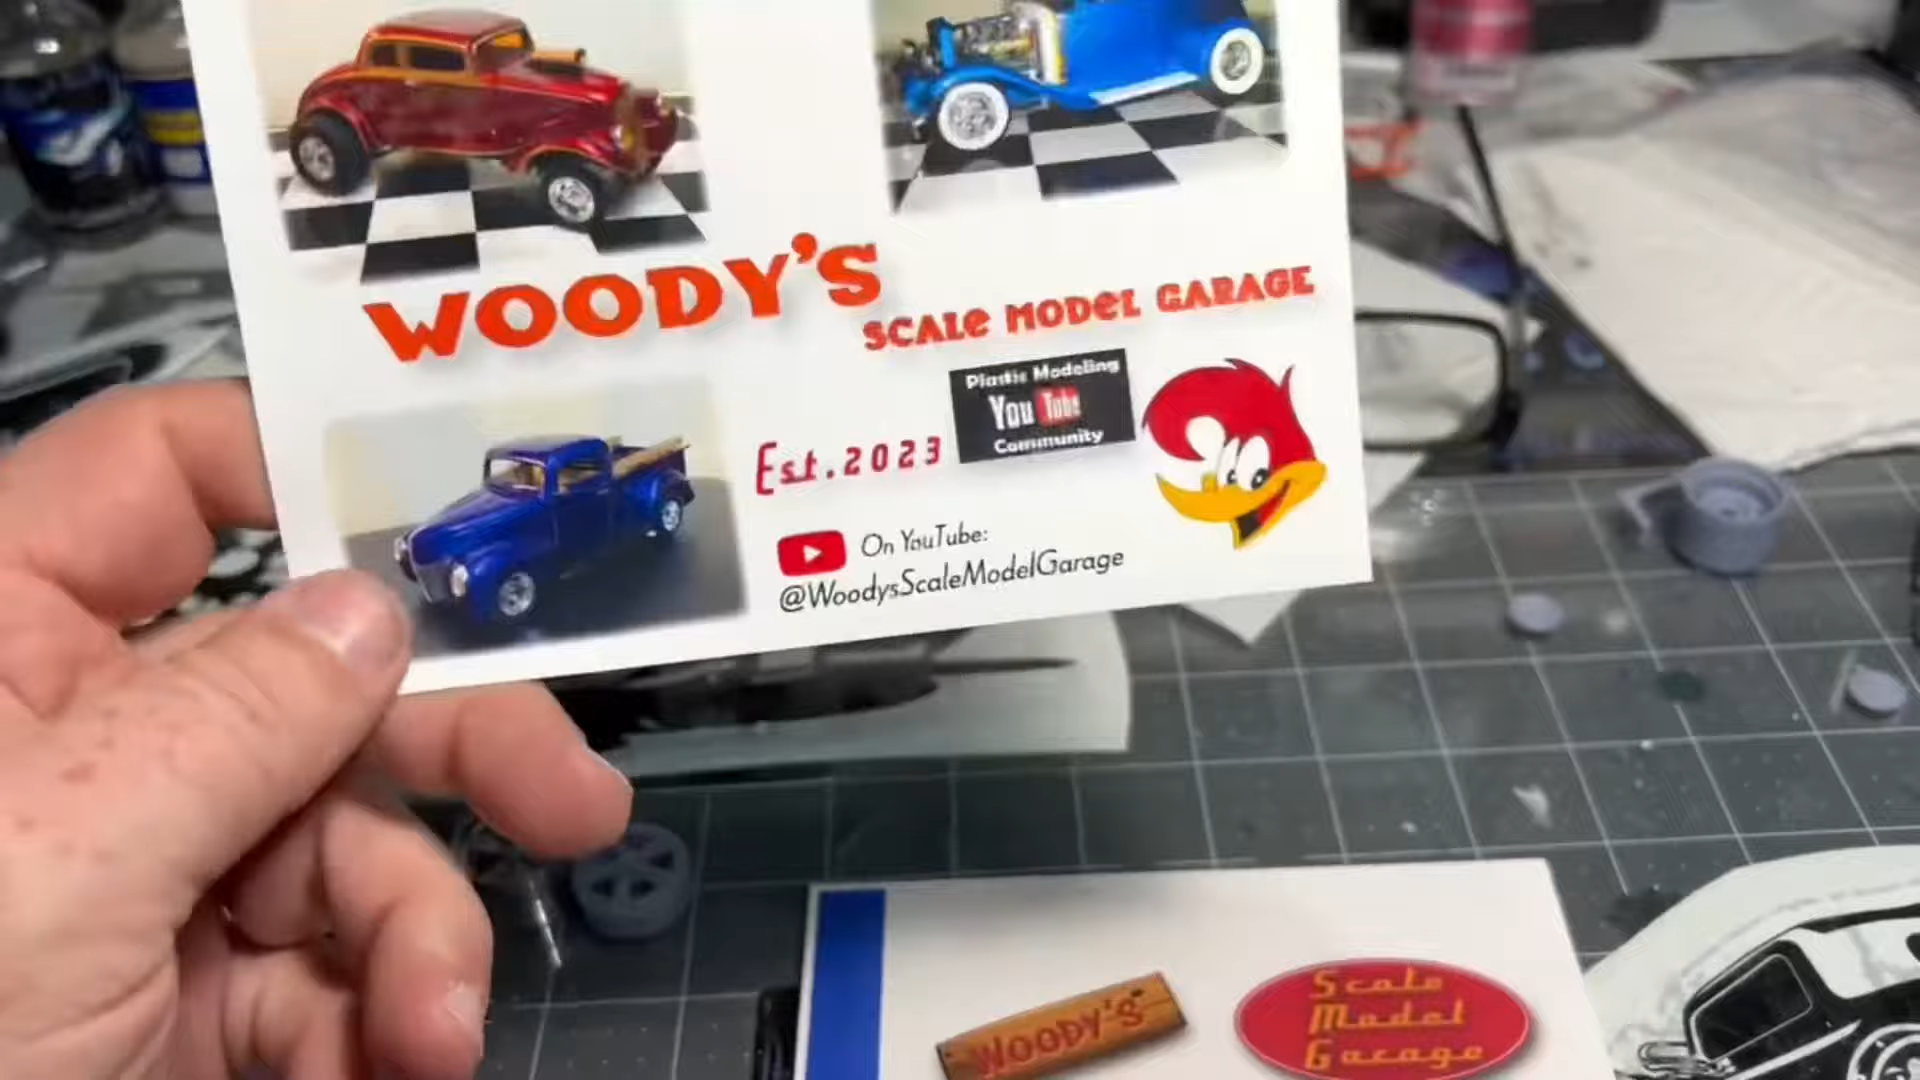 WOODY'S
SCALE MODEL GARAGE
Plastic Modeling
YouTube
Community
Est.2023
On YouTube:
@WoodysScaleModelGarage
WOODY'S
Scale
Model
Garage